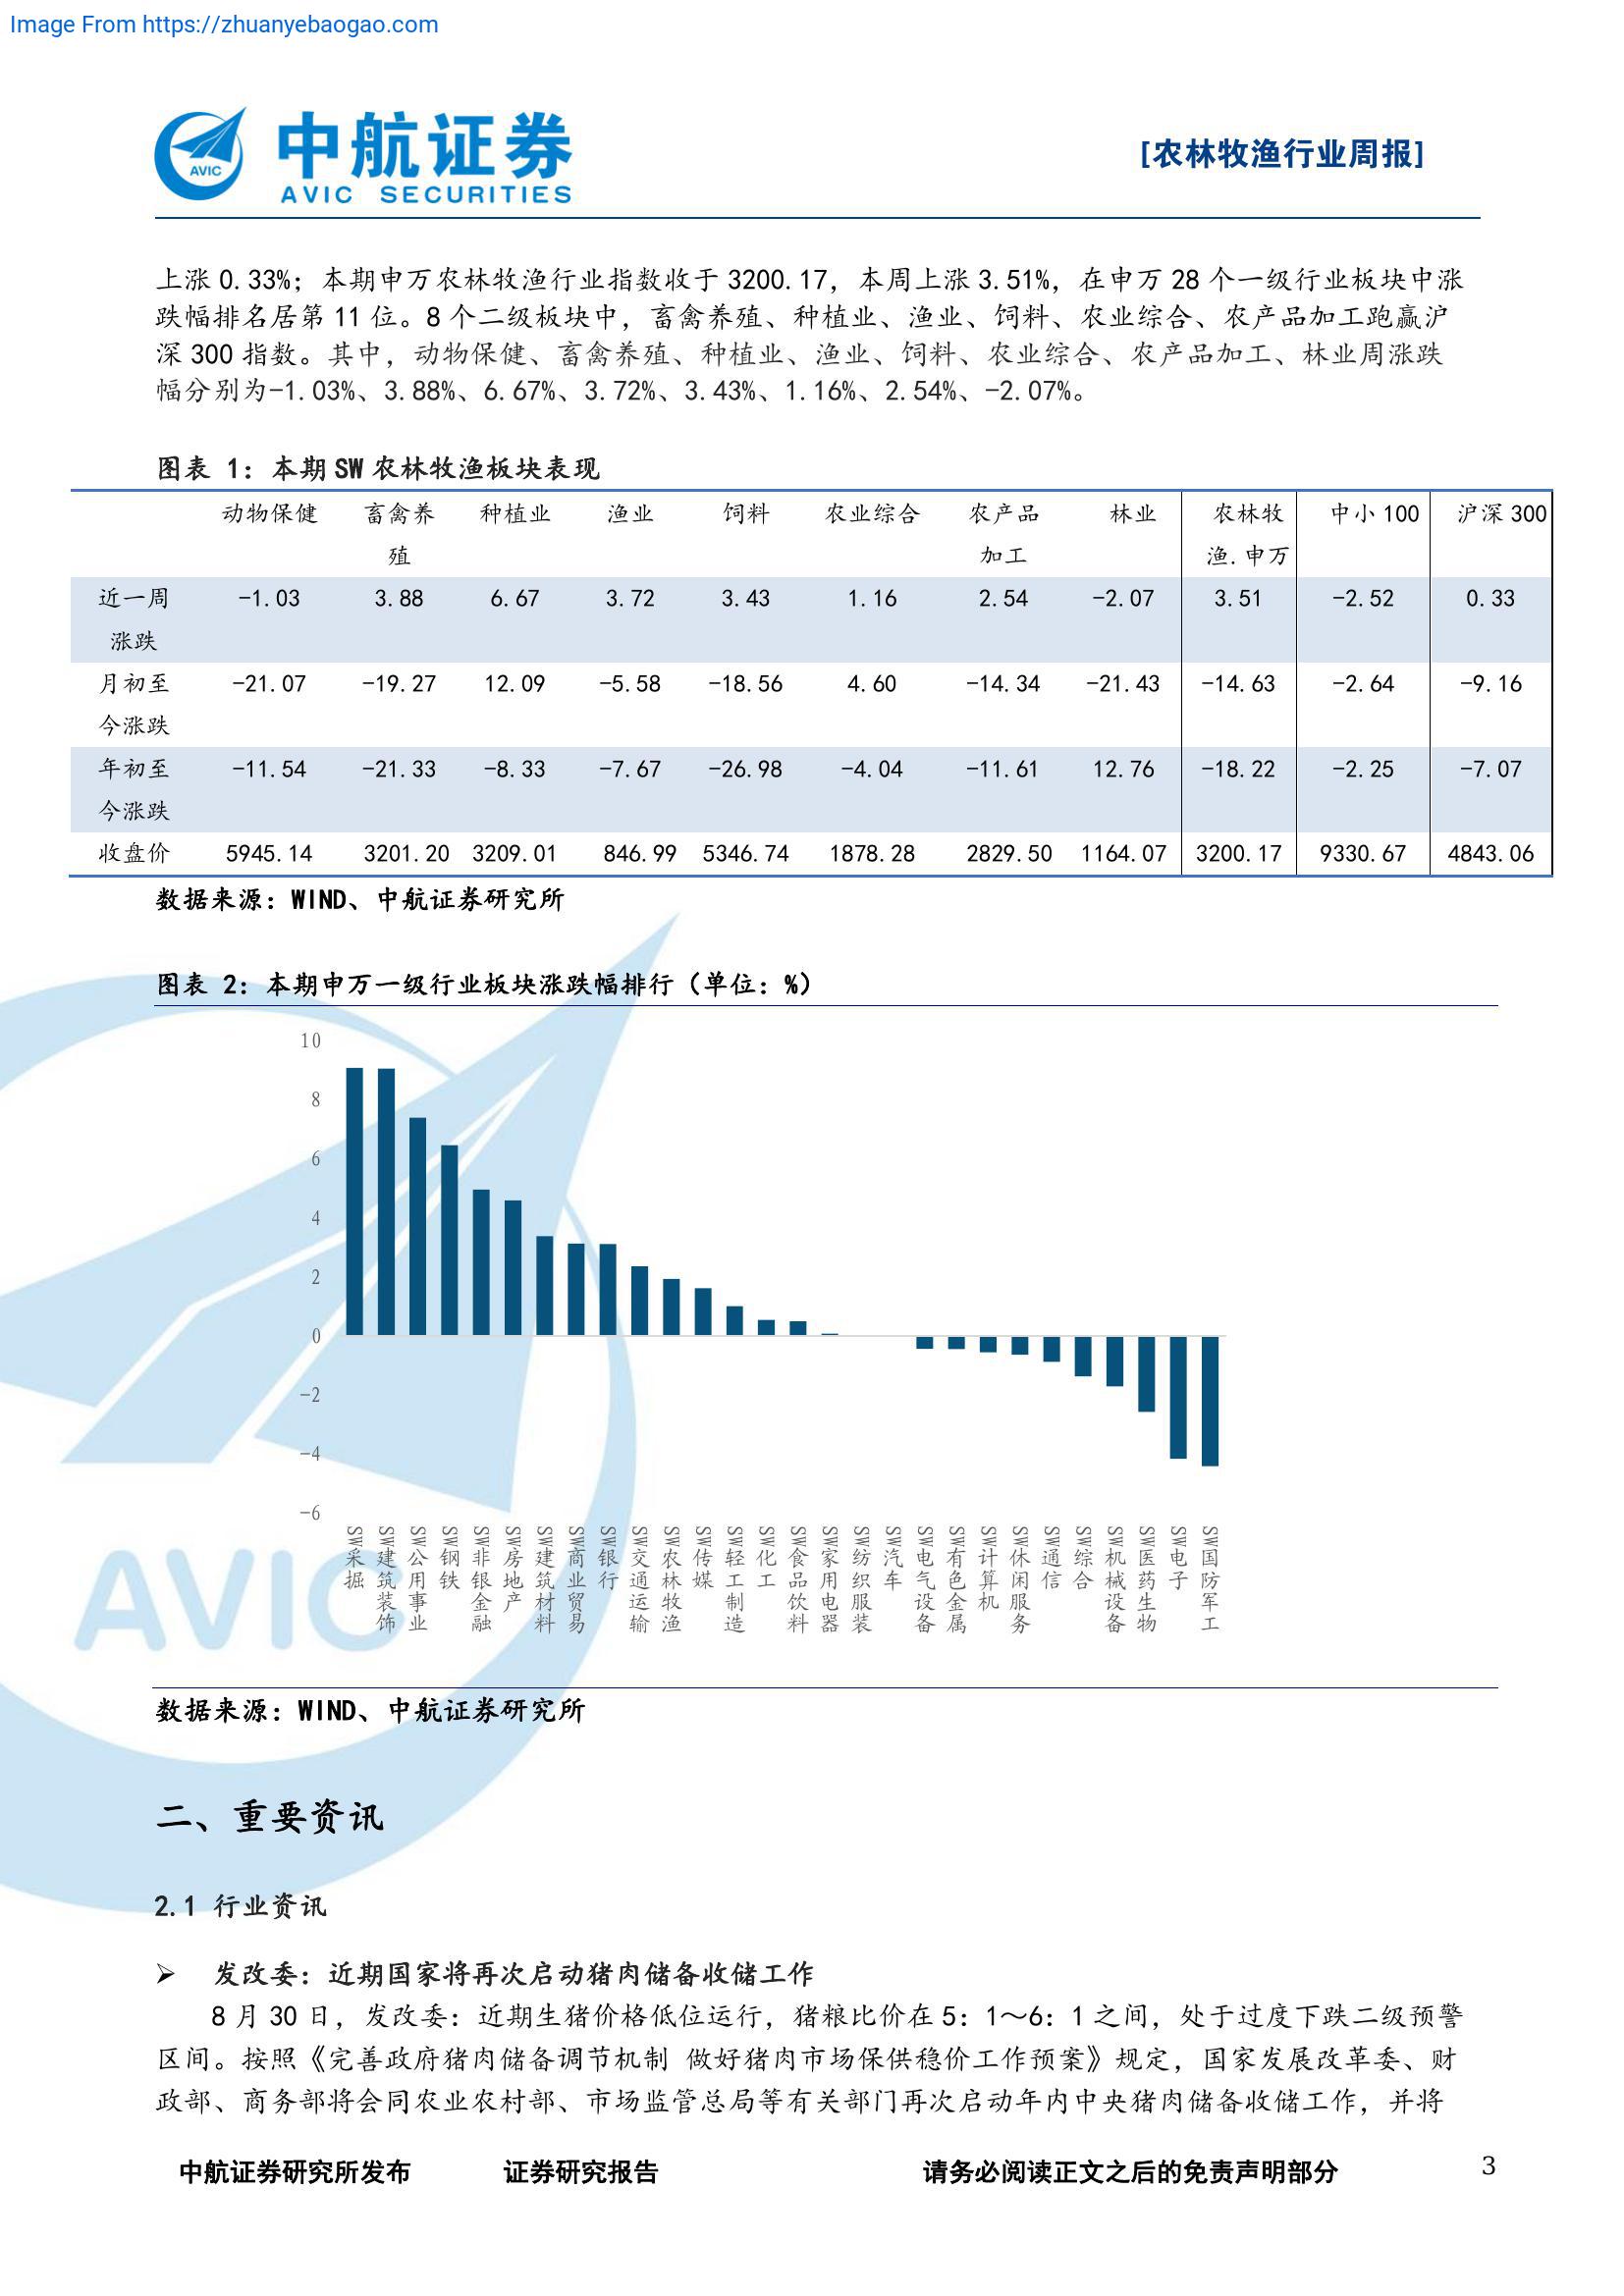 Image From https://zhuanyebaogao.com
中航证券
AVIC SECURITIES
AVIC
[农林牧渔行业周报]
上涨 0.33%；本期申万农林牧渔行业指数收于 3200.17，本周上涨 3.51%，在申万 28 个一级行业板块中涨
跌幅排名居第 11 位。8 个二级板块中，畜禽养殖、种植业、渔业、饲料、农业综合、农产品加工跑赢沪
深 300 指数。其中，动物保健、畜禽养殖、种植业、渔业、饲料、农业综合、农产品加工、林业周涨跌
幅分别为-1.03%、3.88%、6.67%、3.72%、3.43%、1.16%、2.54%、-2.07%。
图表 1：本期 SW 农林牧渔板块表现
动物保健 畜禽养 种植业 渔业 饲料 农业综合 农产品 林业 农林牧 中小 100 沪深 300
殖 加工 渔.申万
近一周 -1.03 3.88 6.67 3.72 3.43 1.16 2.54 -2.07 3.51 -2.52 0.33
涨跌
月初至 -21.07 -19.27 12.09 -5.58 -18.56 4.60 -14.34 -21.43 -14.63 -2.64 -9.16
今涨跌
年初至 -11.54 -21.33 -8.33 -7.67 -26.98 -4.04 -11.61 12.76 -18.22 -2.25 -7.07
今涨跌
收盘价 5945.14 3201.20 3209.01 846.99 5346.74 1878.28 2829.50 1164.07 3200.17 9330.67 4843.06
数据来源：WIND、中航证券研究所
图表 2：本期申万一级行业板块涨跌幅排行（单位：%）
10
8
6
4
2
0
-2
-4
-6
SW采掘
SW建筑装饰
SW公用事业
SW钢铁
SW非银金融
SW房地产
SW建筑材料
SW商业贸易
SW银行
SW交通运输
SW农林牧渔
SW传媒
SW轻工制造
SW化工
SW食品饮料
SW家用电器
SW纺织服装
SW汽车
SW电气设备
SW有色金属
SW计算机
SW休闲服务
SW通信
SW综合
SW机械设备
SW医药生物
SW电子
SW国防军工
AVIC
数据来源：WIND、中航证券研究所
二、重要资讯
2.1 行业资讯
➢ 发改委：近期国家将再次启动猪肉储备收储工作
8 月 30 日，发改委：近期生猪价格低位运行，猪粮比价在 5：1～6：1 之间，处于过度下跌二级预警
区间。按照《完善政府猪肉储备调节机制 做好猪肉市场保供稳价工作预案》规定，国家发展改革委、财
政部、商务部将会同农业农村部、市场监管总局等有关部门再次启动年内中央猪肉储备收储工作，并将
中航证券研究所发布 证券研究报告 请务必阅读正文之后的免责声明部分 3